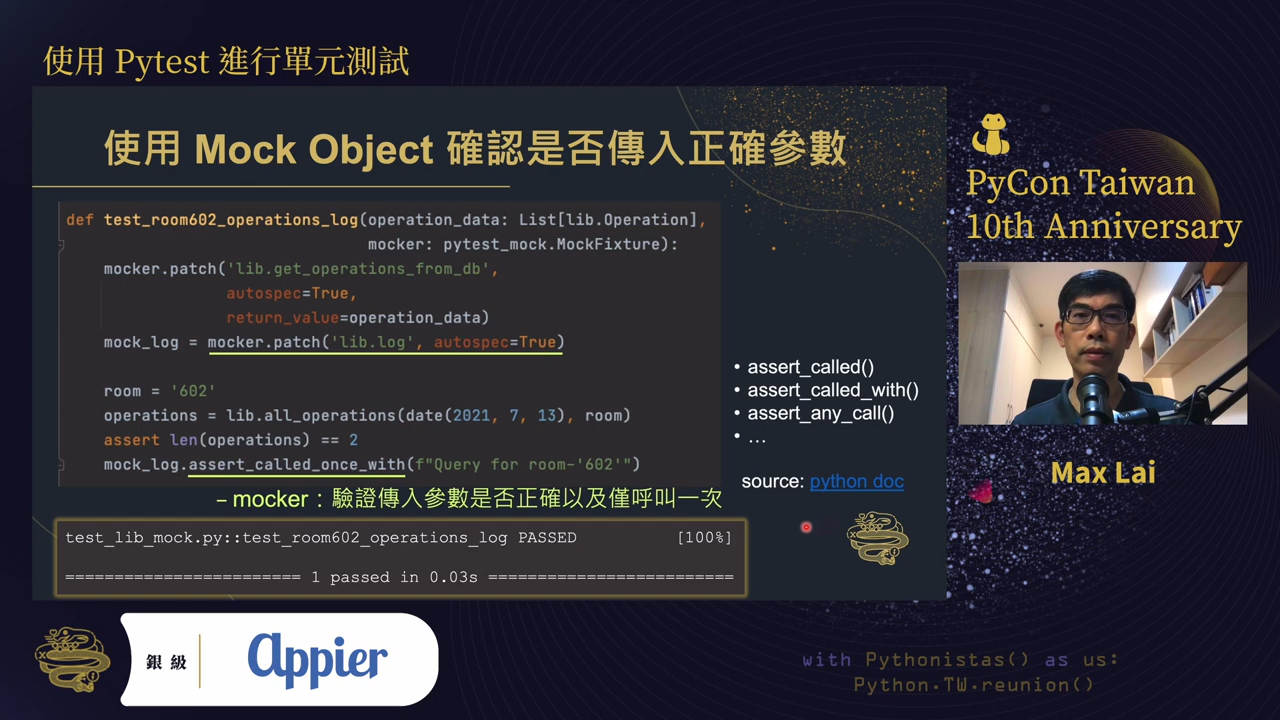 使用 Pytest 進行單元測試
使用 Mock Object 確認是否傳入正確參數
def test_room602_operations_log(operation_data: List[lib.Operation],
mocker: pytest_mock.MockFixture):
mocker.patch('lib.get_operations_from_db',
autospec=True,
return_value=operation_data)
mock_log = mocker.patch('lib.log', autospec=True)
room = '602'
operations = lib.all_operations(date(2021, 7, 13), room)
assert len(operations) == 2
mock_log.assert_called_once_with(f"Query for room-'602'")
– mocker：驗證傳入參數是否正確以及僅呼叫一次
test_lib_mock.py::test_room602_operations_log PASSED [100%]
======================== 1 passed in 0.03s =========================
• assert_called()
• assert_called_with()
• assert_any_call()
• …
source: python doc
PyCon Taiwan
10th Anniversary
Max Lai
銀級
appier
with Pythonistas() as us:
Python.TW.reunion()